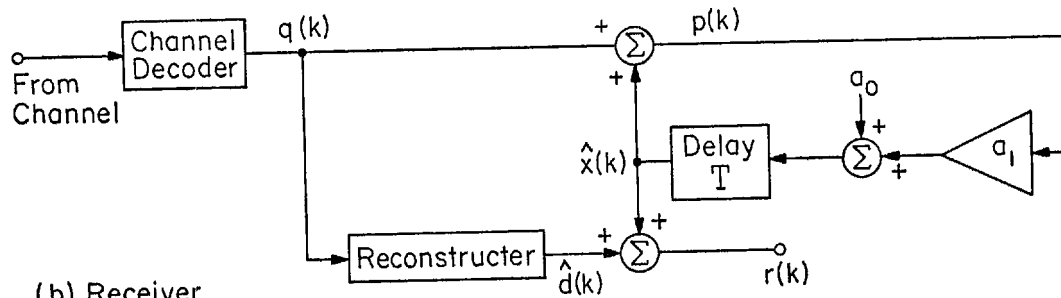 Channel
Decoder
q(k)
From
Channel
+
+
Σ
p(k)
a₀
+
Σ
+
a₁
x̂(k)
Delay
T
Reconstructer
d̂(k)
+
+
Σ
r(k)
(b) Receiver